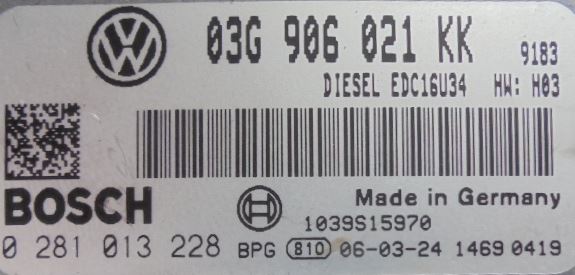 03G 906 021 KK 9183
DIESEL EDC16U34 HW: H03
BOSCH
Made in Germany
1039S15970
0 281 013 228 BPG 810 06-03-24 1469 0419